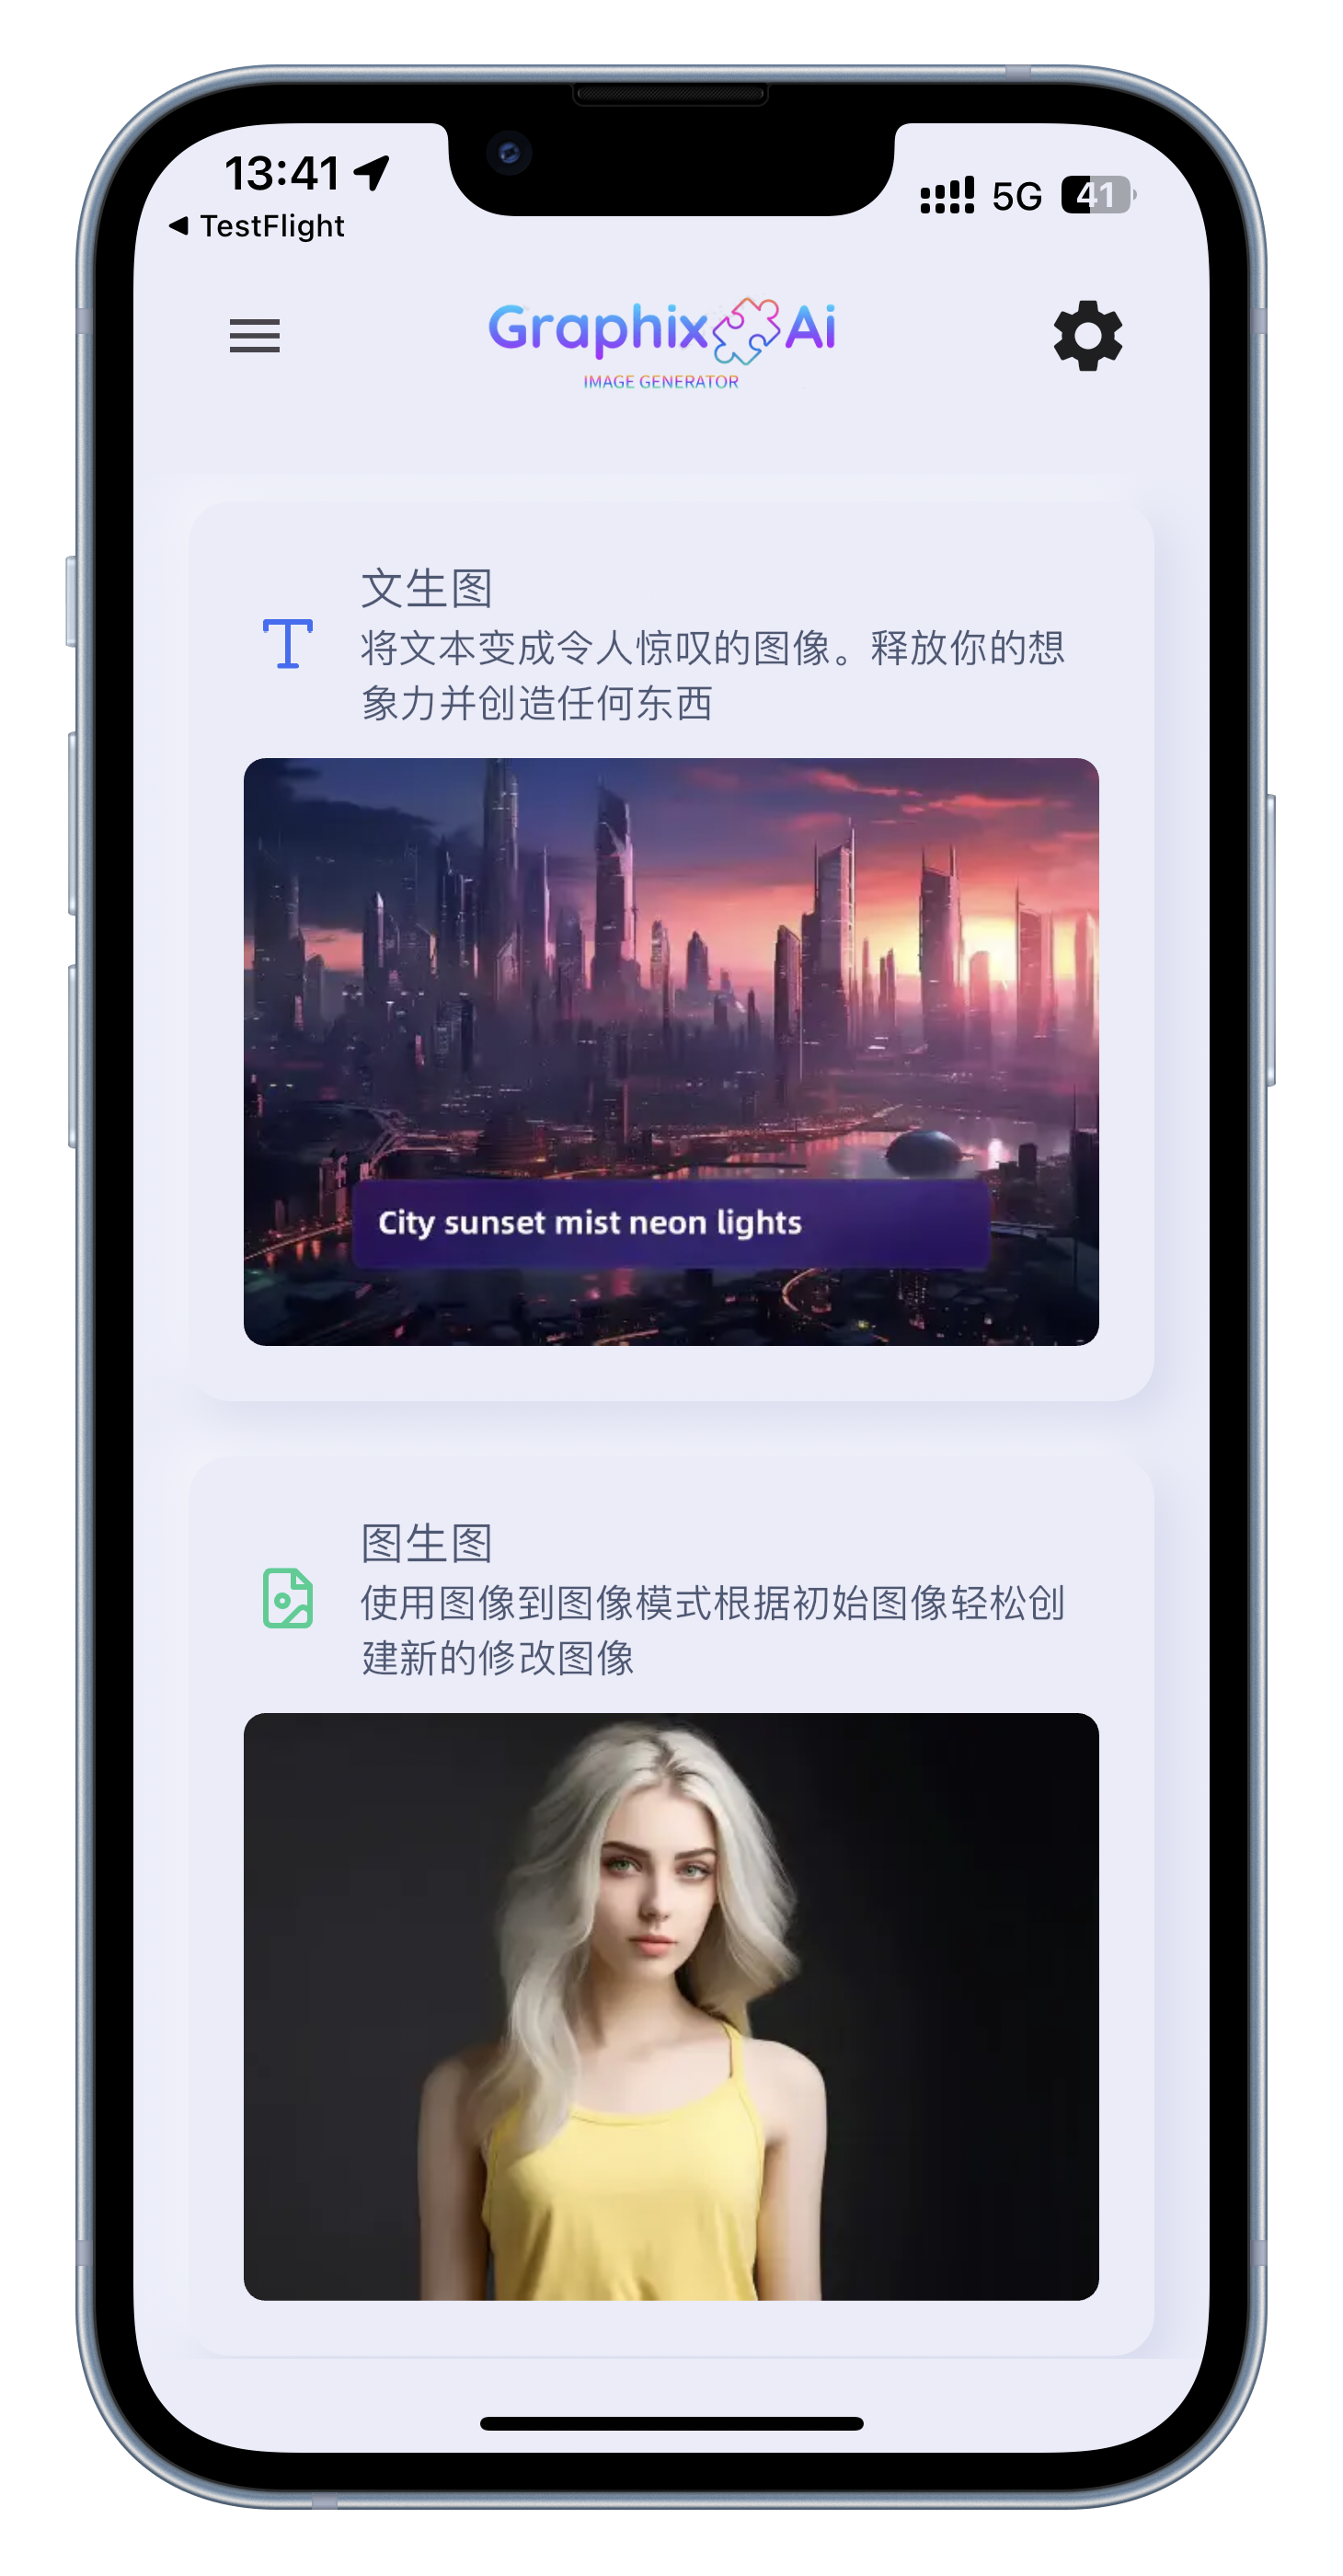 13:41
5G 41
◀ TestFlight
Graphix Ai
IMAGE GENERATOR
文生图
将文本变成令人惊叹的图像。释放你的想
象力并创造任何东西
City sunset mist neon lights
图生图
使用图像到图像模式根据初始图像轻松创
建新的修改图像